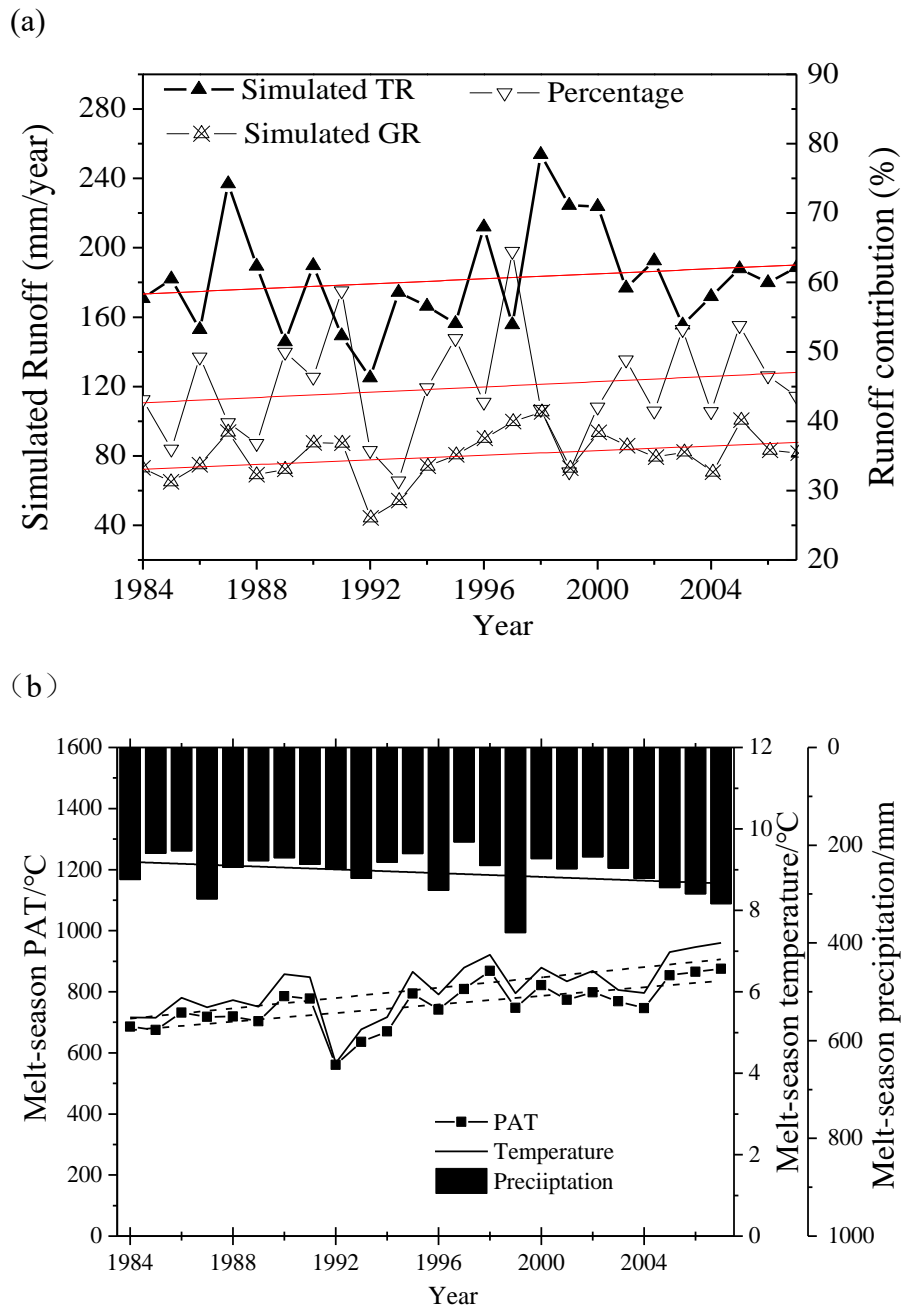 (a)
Simulated TR
Percentage
Simulated GR
Simulated Runoff (mm/year)
280
240
200
160
120
80
40
90
80
70
60
50
40
30
20
Runoff contribution (%)
1984 1988 1992 1996 2000 2004
Year
（b）
Melt-season PAT/°C
1600
1400
1200
1000
800
600
400
200
0
12
10
8
6
4
2
0
Melt-season temperature/°C
0
200
400
600
800
1000
Melt-season precipitation/mm
PAT
Temperature
Preciiptation
1984 1988 1992 1996 2000 2004
Year